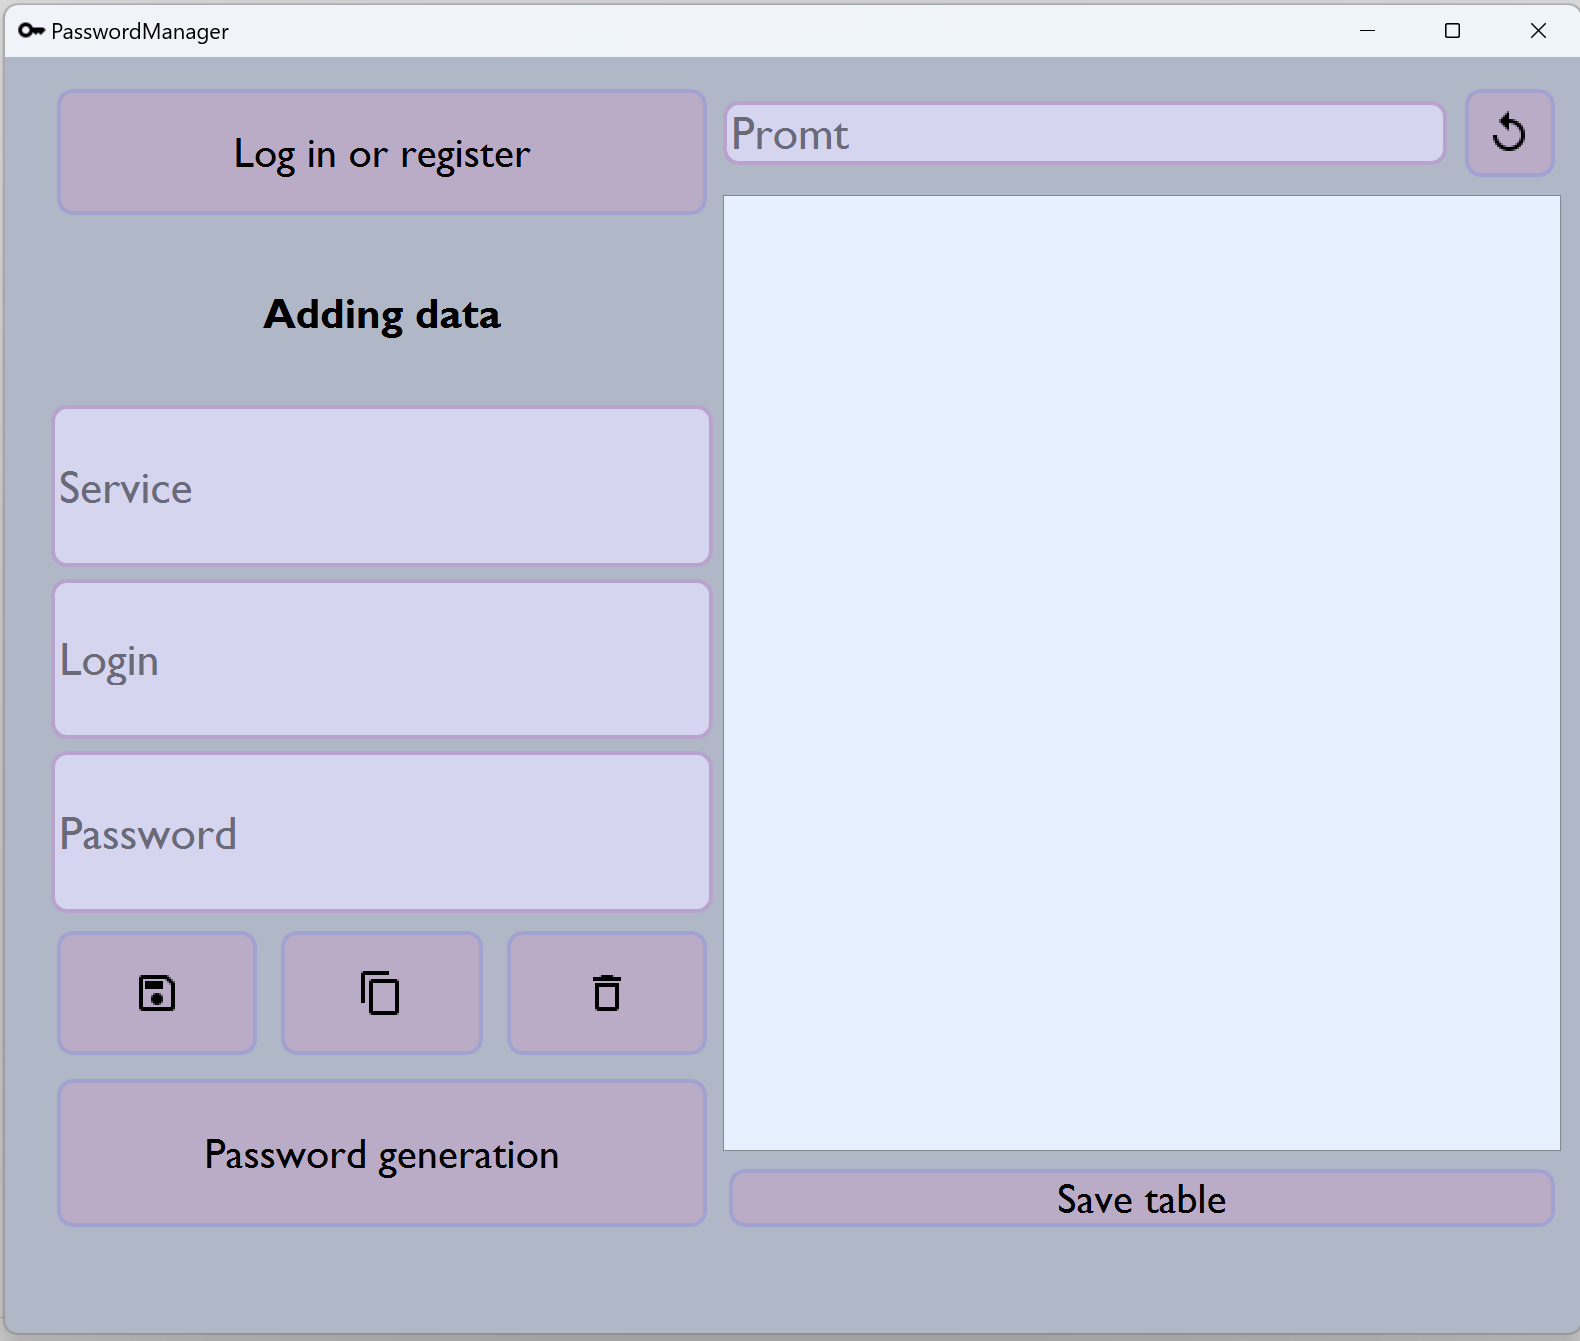 PasswordManager
Log in or register
Promt
Adding data
Service
Login
Password
Password generation
Save table